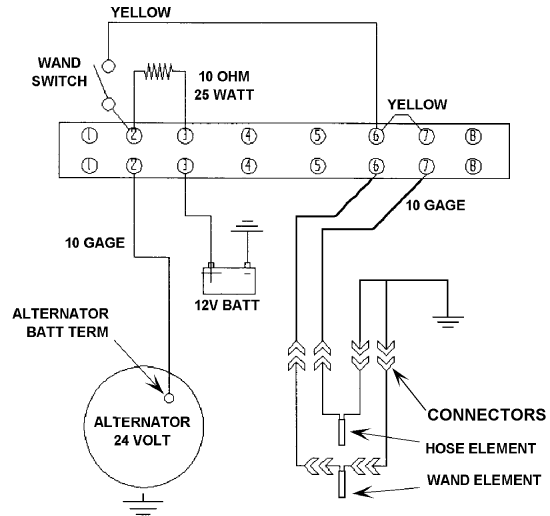 YELLOW
WAND
SWITCH
10 OHM
25 WATT
YELLOW
1 2 3 4 5 6 7 8
1 2 3 4 5 6 7 8
10 GAGE
10 GAGE
12V BATT
ALTERNATOR
BATT TERM
ALTERNATOR
24 VOLT
CONNECTORS
HOSE ELEMENT
WAND ELEMENT